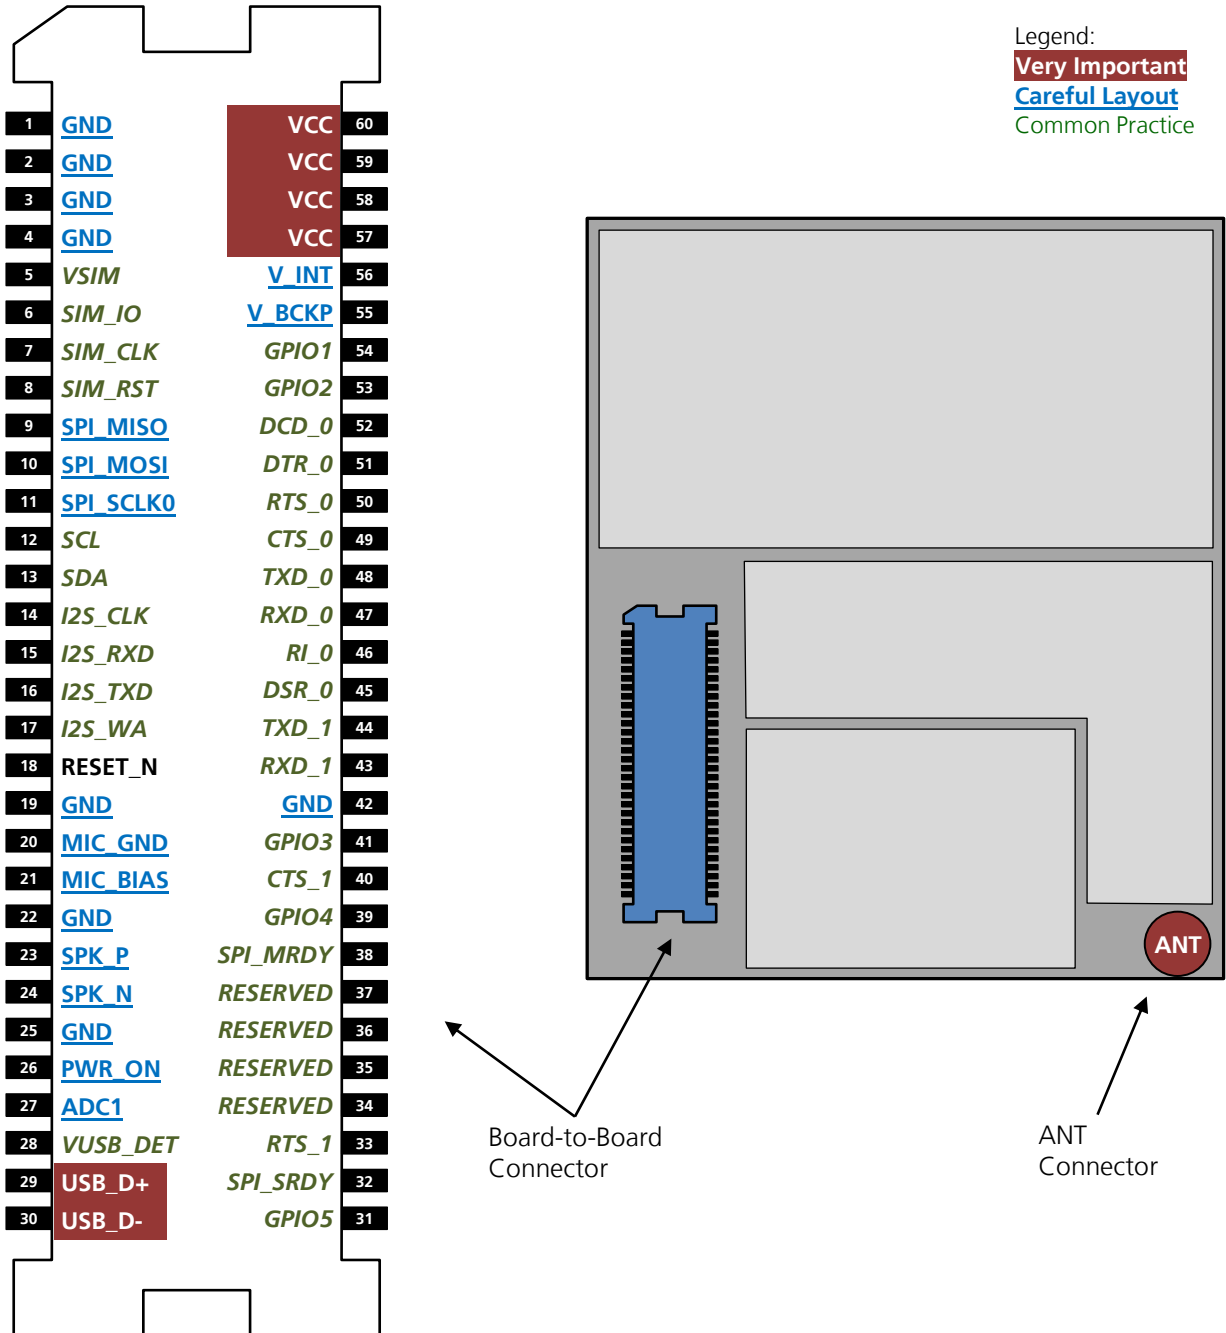 Legend:
Very Important
Careful Layout
Common Practice
1 GND VCC 60
2 GND VCC 59
3 GND VCC 58
4 GND VCC 57
5 VSIM V_INT 56
6 SIM_IO V_BCKP 55
7 SIM_CLK GPIO1 54
8 SIM_RST GPIO2 53
9 SPI_MISO DCD_0 52
10 SPI_MOSI DTR_0 51
11 SPI_SCLK0 RTS_0 50
12 SCL CTS_0 49
13 SDA TXD_0 48
14 I2S_CLK RXD_0 47
15 I2S_RXD RI_0 46
16 I2S_TXD DSR_0 45
17 I2S_WA TXD_1 44
18 RESET_N RXD_1 43
19 GND GND 42
20 MIC_GND GPIO3 41
21 MIC_BIAS CTS_1 40
22 GND GPIO4 39
23 SPK_P SPI_MRDY 38
24 SPK_N RESERVED 37
25 GND RESERVED 36
26 PWR_ON RESERVED 35
27 ADC1 RESERVED 34
28 VUSB_DET RTS_1 33
29 USB_D+ SPI_SRDY 32
30 USB_D- GPIO5 31
ANT
Board-to-Board
Connector
ANT
Connector